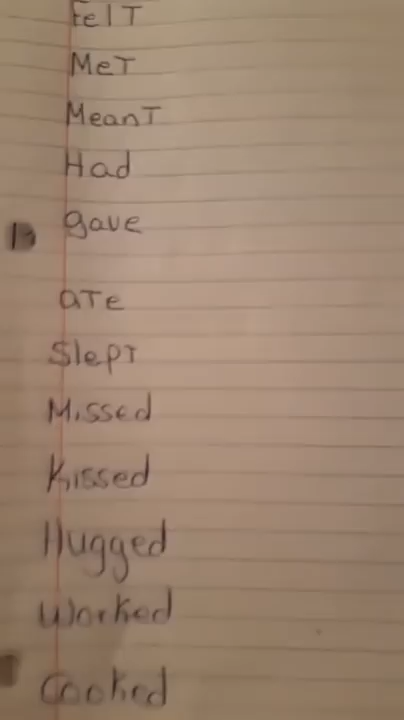 FelT
MeT
MeanT
Had
gave
aTe
SlepT
Missed
Kissed
Hugged
Worked
Cooked